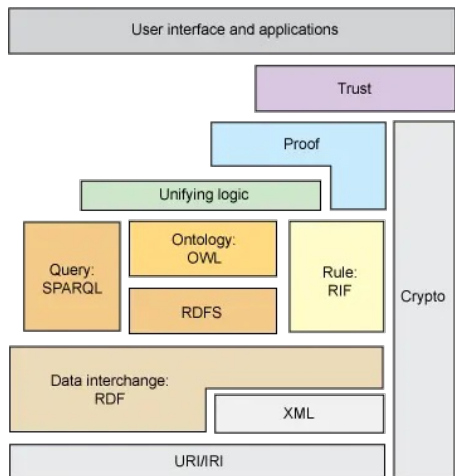 User interface and applications
Trust
Proof
Unifying logic
Query:
SPARQL
Ontology:
OWL
RDFS
Rule:
RIF
Crypto
Data interchange:
RDF
XML
URI/IRI